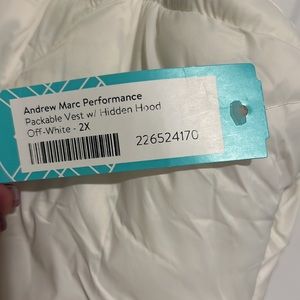 Andrew Marc Performance
Packable Vest w/ Hidden Hood
Off-White - 2X
226524170